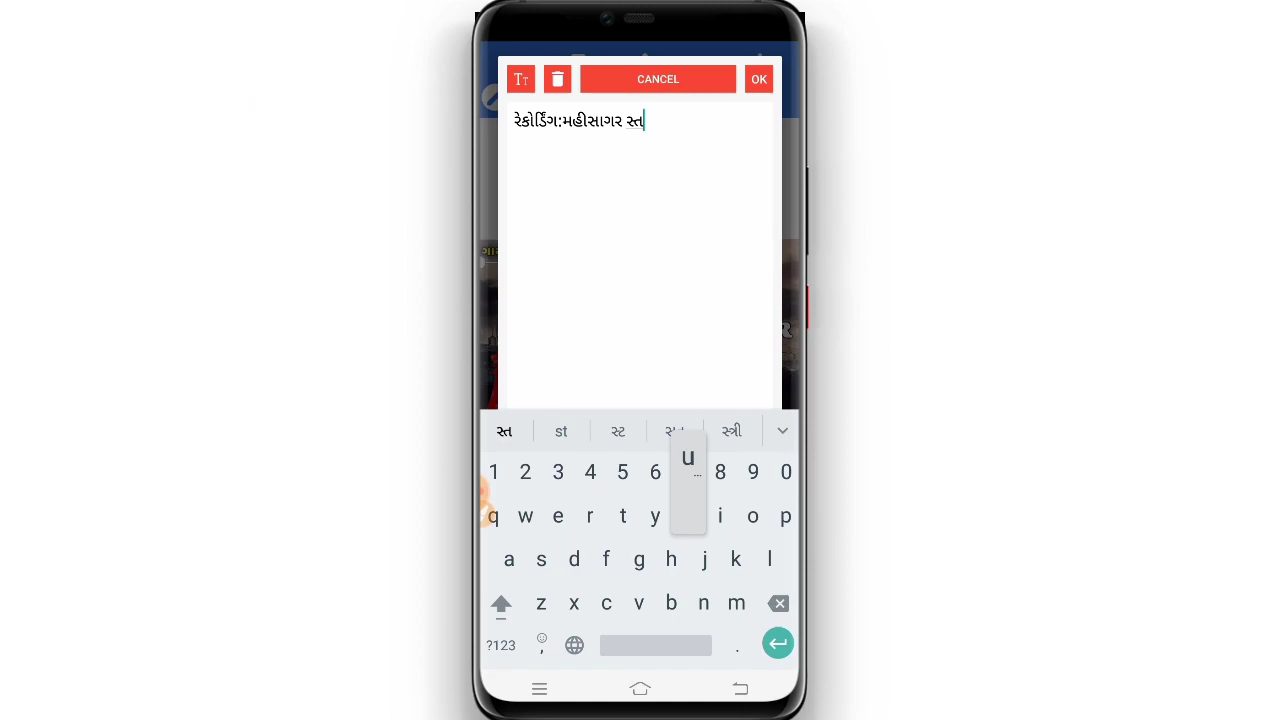 CANCEL
OK
રેકોર્ડિંગ:મહીસાગર સ્ત
સ્ત st સ્ટ સ્ત્રી
u
1 2 3 4 5 6 8 9 0
q w e r t y i o p
a s d f g h j k l
z x c v b n m
?123 , .